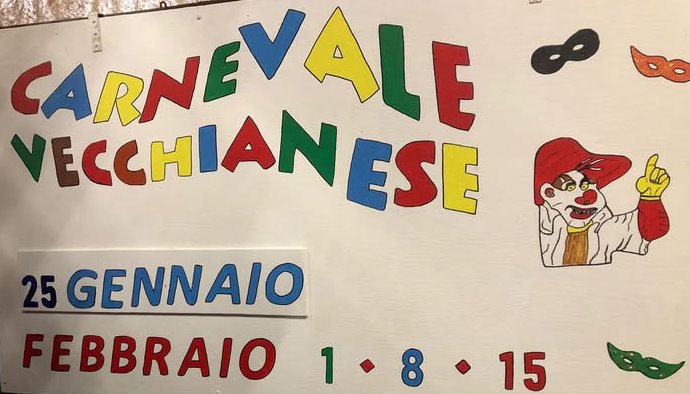 CARNEVALE
VECCHIANESE
25 GENNAIO
FEBBRAIO 1 • 8 • 15